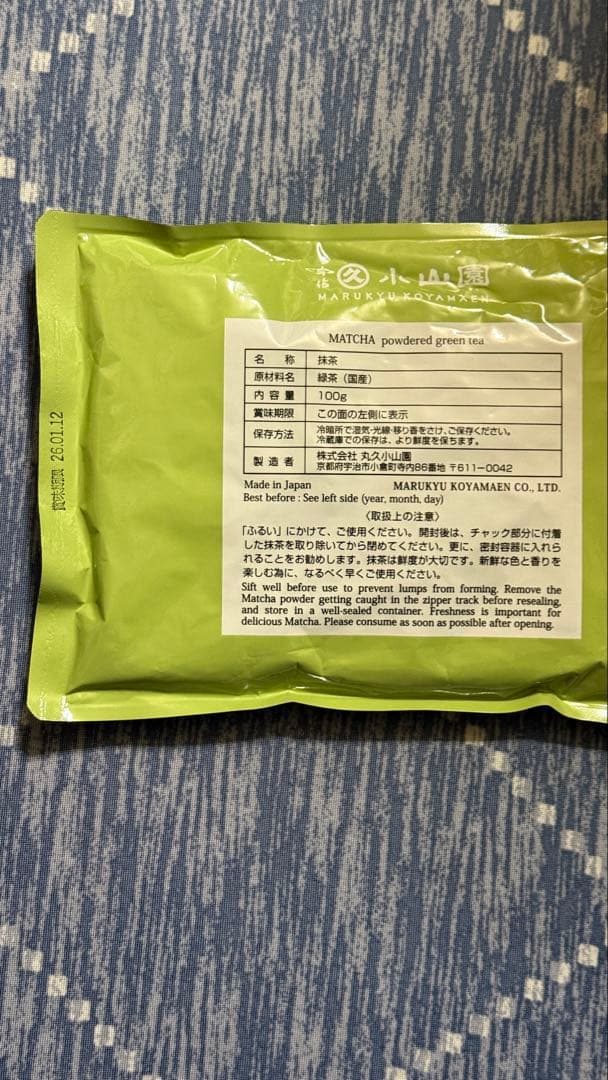 今治 久 小山園
MARUKYU KOYAMAEN
MATCHA powdered green tea
名 称 抹茶
原材料名 緑茶（国産）
内 容 量 100g
賞味期限 この面の左側に表示
保存方法 冷暗所で湿気・光線・移り香をさけ、ご保存ください。
冷蔵庫での保存は、より鮮度を保ちます。
製 造 者 株式会社 丸久小山園
京都府宇治市小倉町寺内86番地 〒611-0042
Made in Japan MARUKYU KOYAMAEN CO., LTD.
Best before : See left side (year, month, day)
〈取扱上の注意〉
「ふるい」にかけて、ご使用ください。開封後は、チャック部分に付着
した抹茶を取り除いてから閉めてください。更に、密封容器に入れら
れることをお勧めします。抹茶は鮮度が大切です。新鮮な色と香りを
楽しむ為に、なるべく早くご使用ください。
Sift well before use to prevent lumps from forming. Remove the
Matcha powder getting caught in the zipper track before resealing,
and store in a well-sealed container. Freshness is important for
delicious Matcha. Please consume as soon as possible after opening.
賞味期限 26.01.12